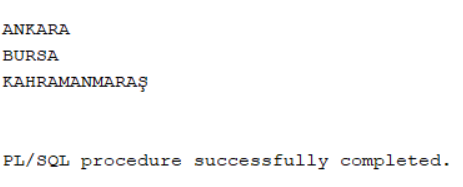 ANKARA
BURSA
KAHRAMANMARAŞ
PL/SQL procedure successfully completed.